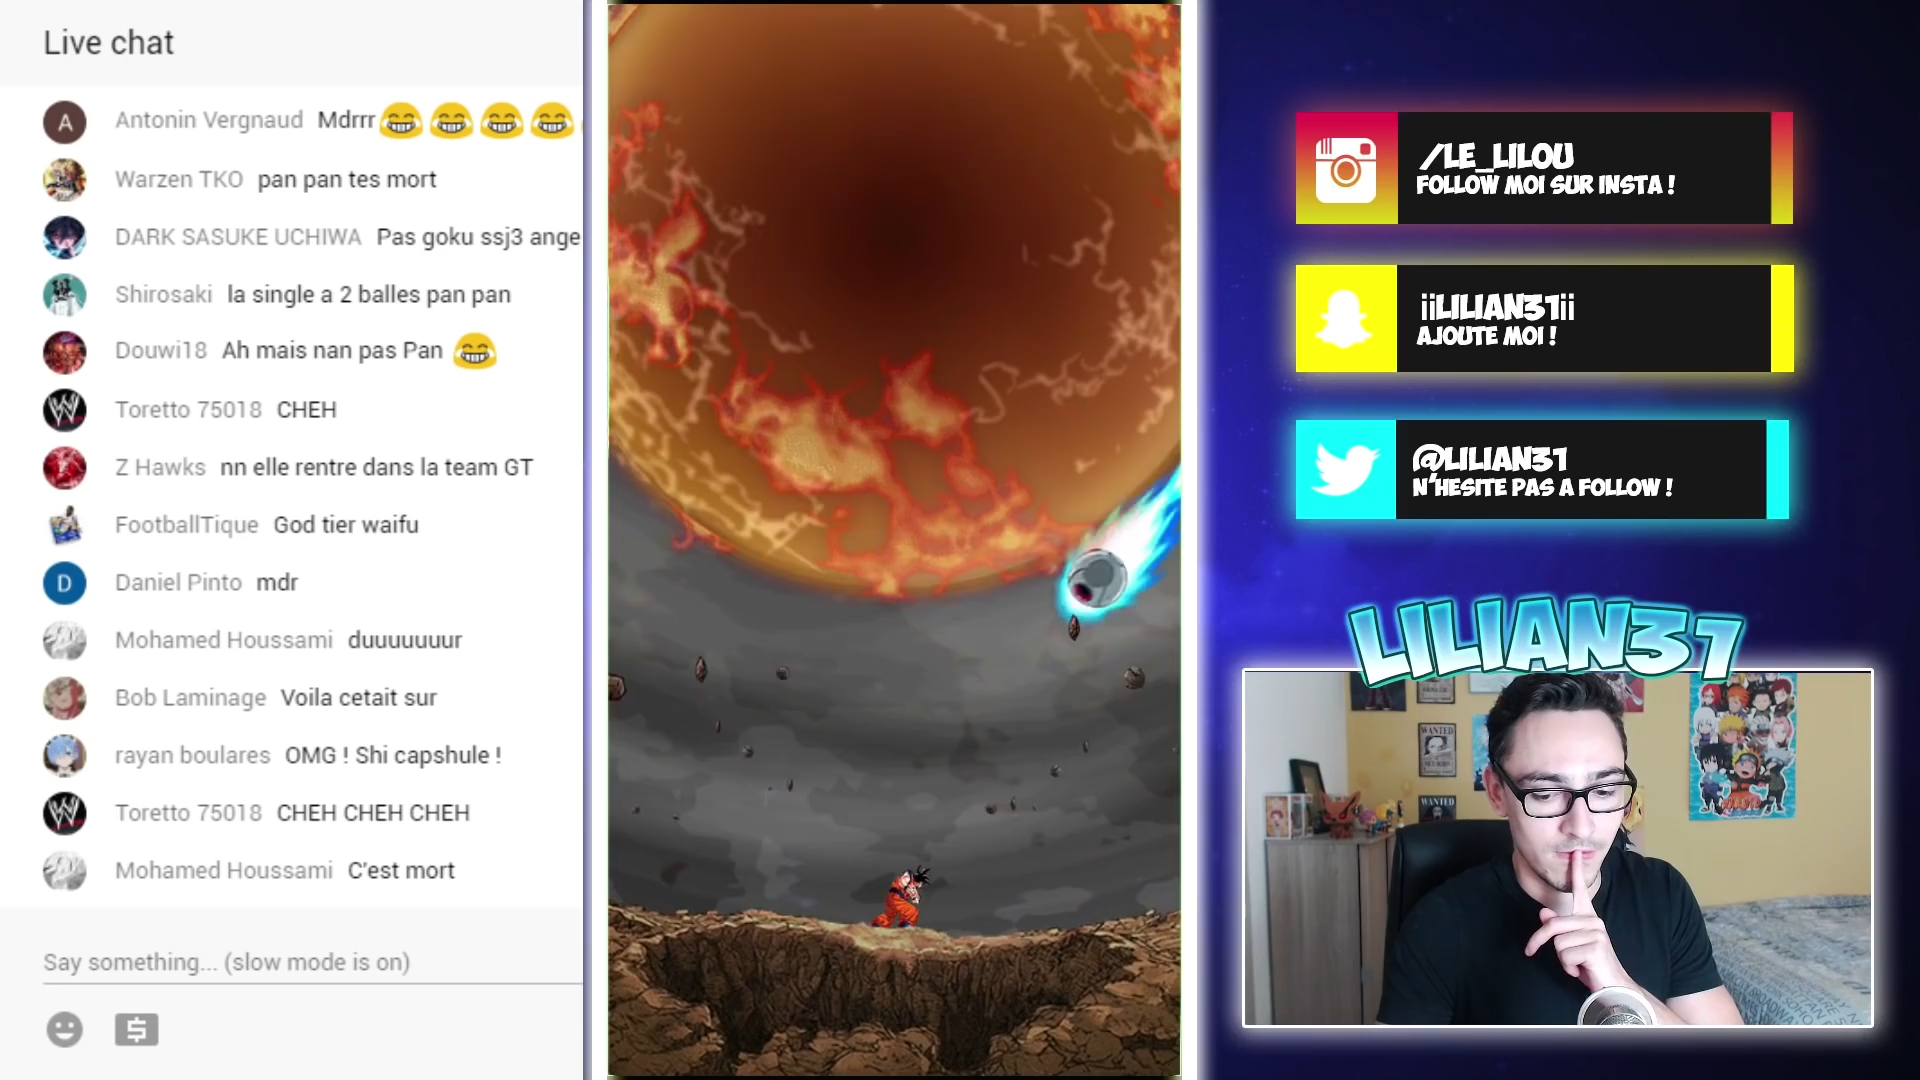 Live chat
A Antonin Vergnaud Mdrrr😂😂😂😂
Warzen TKO pan pan tes mort
DARK SASUKE UCHIWA Pas goku ssj3 ange
Shirosaki la single a 2 balles pan pan
Douwi18 Ah mais nan pas Pan 😂
Toretto 75018 CHEH
Z Hawks nn elle rentre dans la team GT
FootballTique God tier waifu
D Daniel Pinto mdr
Mohamed Houssami duuuuuuur
Bob Laminage Voila cetait sur
rayan boulares OMG ! Shi capshule !
Toretto 75018 CHEH CHEH CHEH
Mohamed Houssami C'est mort
Say something... (slow mode is on)
/LE_LILOU
FOLLOW MOI SUR INSTA !
iiLILIAN31ii
AJOUTE MOI !
@LILIAN31
N'HESITE PAS A FOLLOW !
LILIAN31
WANTED
WANTED